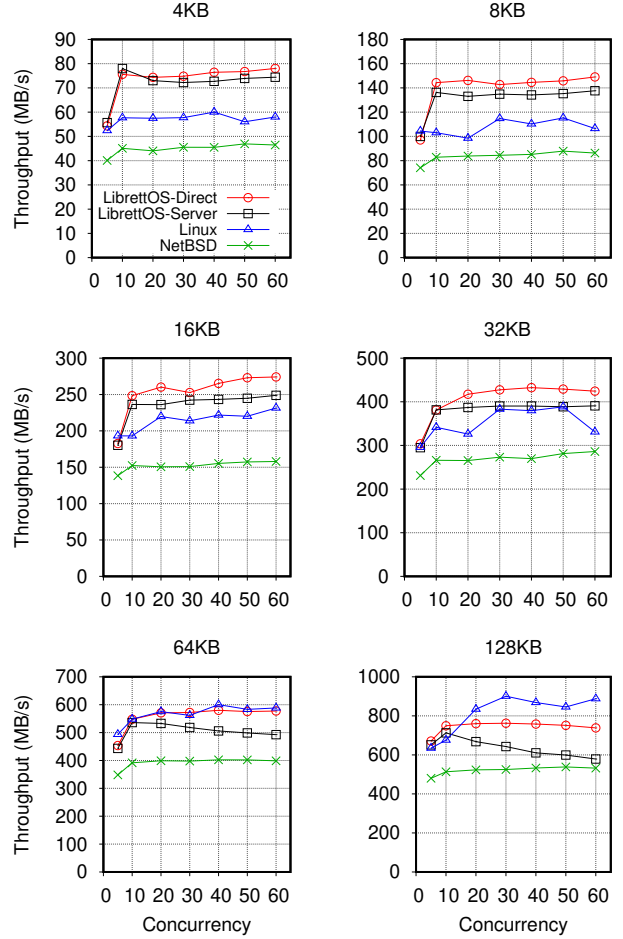 4KB
Throughput (MB/s)
90
80
70
60
50
40
30
20
10
0
LibrettOS-Direct
LibrettOS-Server
Linux
NetBSD
0 10 20 30 40 50 60
8KB
180
160
140
120
100
80
60
40
20
0
0 10 20 30 40 50 60
16KB
Throughput (MB/s)
300
250
200
150
100
50
0
0 10 20 30 40 50 60
32KB
500
400
300
200
100
0
0 10 20 30 40 50 60
64KB
Throughput (MB/s)
700
600
500
400
300
200
100
0
0 10 20 30 40 50 60
Concurrency
128KB
1000
800
600
400
200
0
0 10 20 30 40 50 60
Concurrency